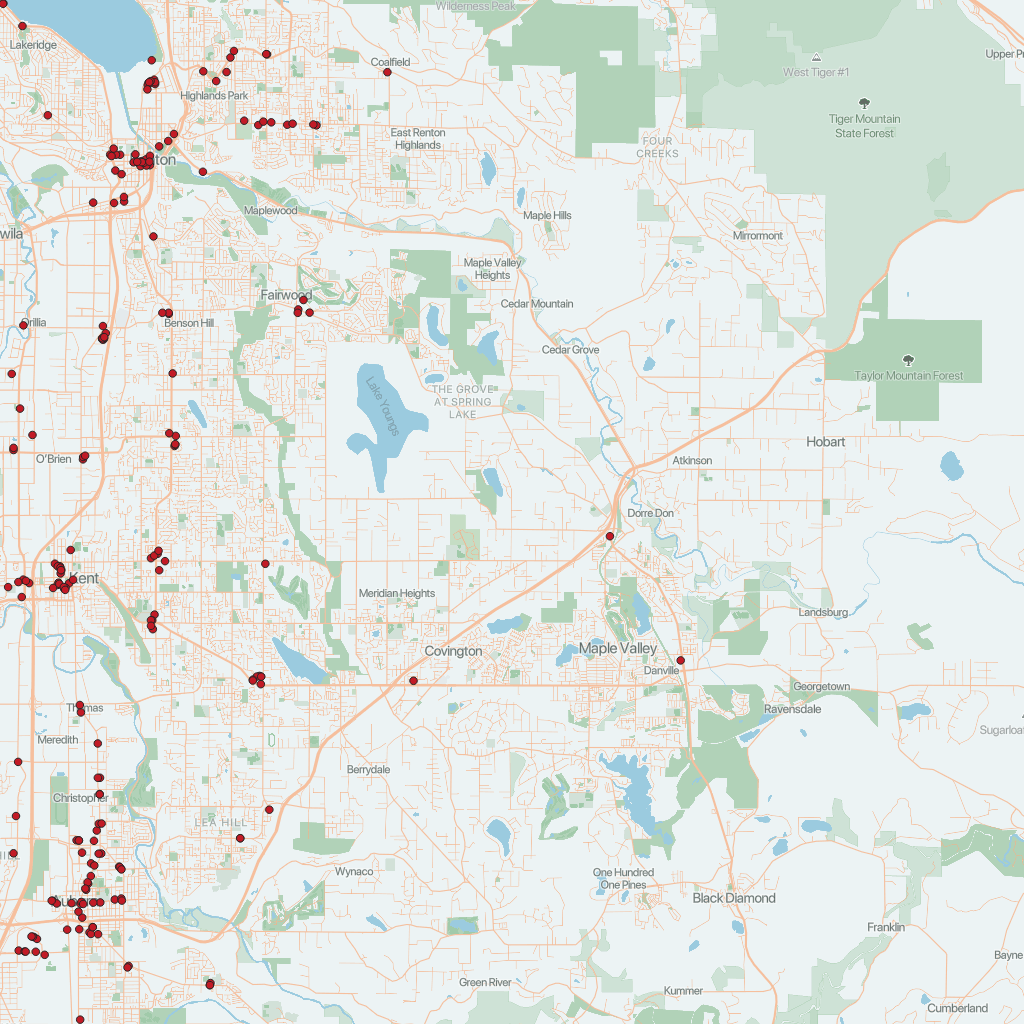 Wilderness Peak
Lakeridge
Coalfield
Upper Pr
West Tiger #1
Highlands Park
Tiger Mountain
State Forest
East Renton
Highlands
FOUR
CREEKS
ton
Maplewood
Maple Hills
wila
Mirrormont
Maple Valley
Heights
Fairwood
Cedar Mountain
Orillia
Benson Hill
Cedar Grove
Taylor Mountain Forest
Lake Youngs
THE GROVE
AT SPRING
LAKE
Hobart
O'Brien
Atkinson
Dorre Don
Kent
Meridian Heights
Landsburg
Covington
Maple Valley
Danville
Georgetown
Thomas
Ravensdale
Sugarloa
Meredith
Berrydale
Christopher
LEA HILL
HILL
Wynaco
One Hundred
One Pines
Black Diamond
Franklin
Bayne
Green River
Kummer
Cumberland